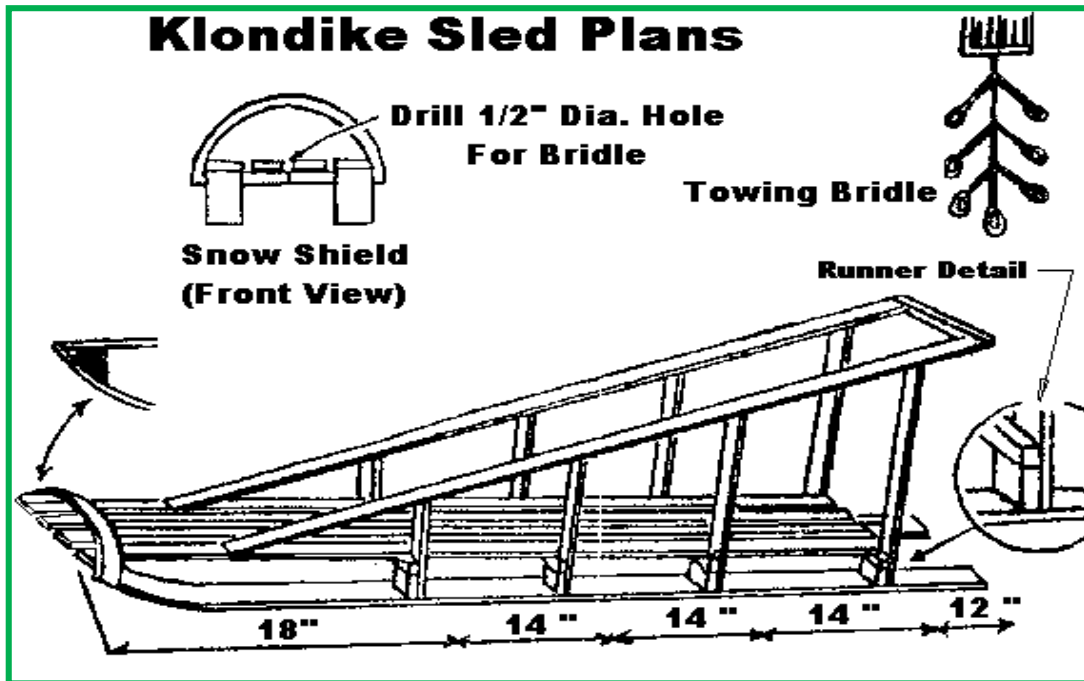 Klondike Sled Plans
Drill 1/2" Dia. Hole
For Bridle
Towing Bridle
Snow Shield
(Front View)
Runner Detail
18" 14" 14" 14" 12 "